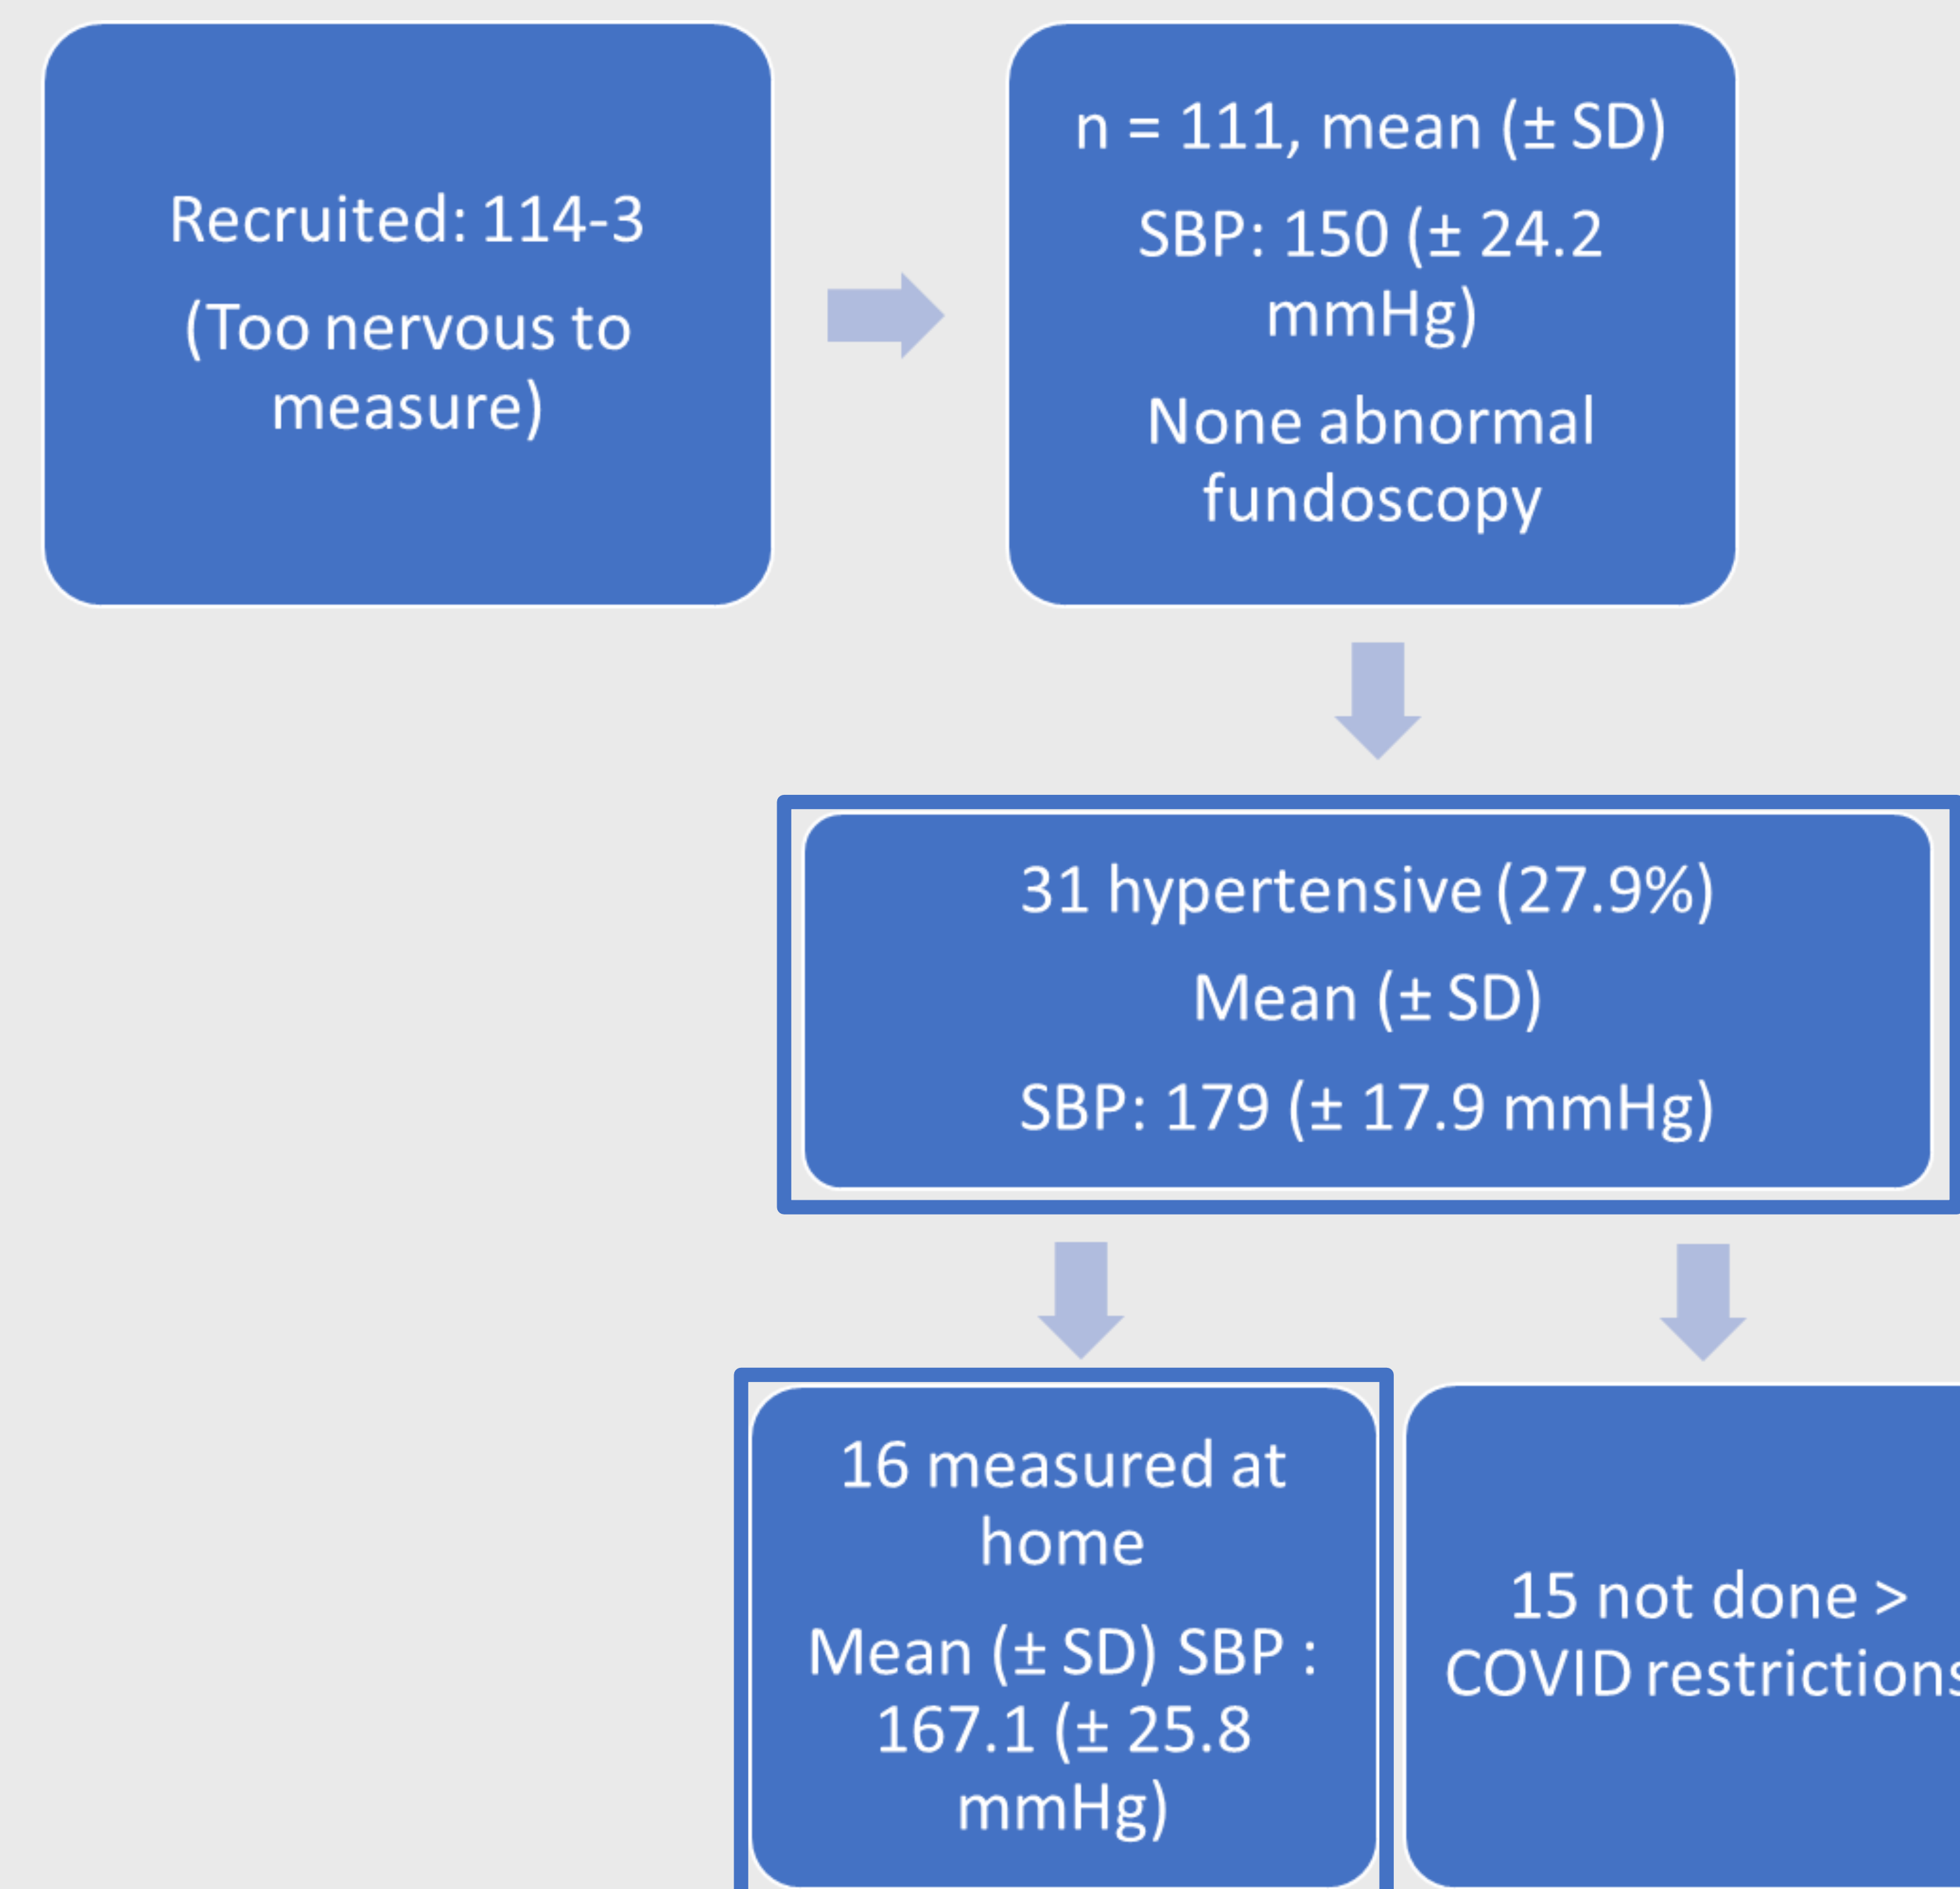 Recruited: 114-3
(Too nervous to
measure)
n = 111, mean (± SD)
SBP: 150 (± 24.2
mmHg)
None abnormal
fundoscopy
31 hypertensive (27.9%)
Mean (± SD)
SBP: 179 (± 17.9 mmHg)
16 measured at
home
Mean (± SD) SBP :
167.1 (± 25.8
mmHg)
15 not done >
COVID restrictions